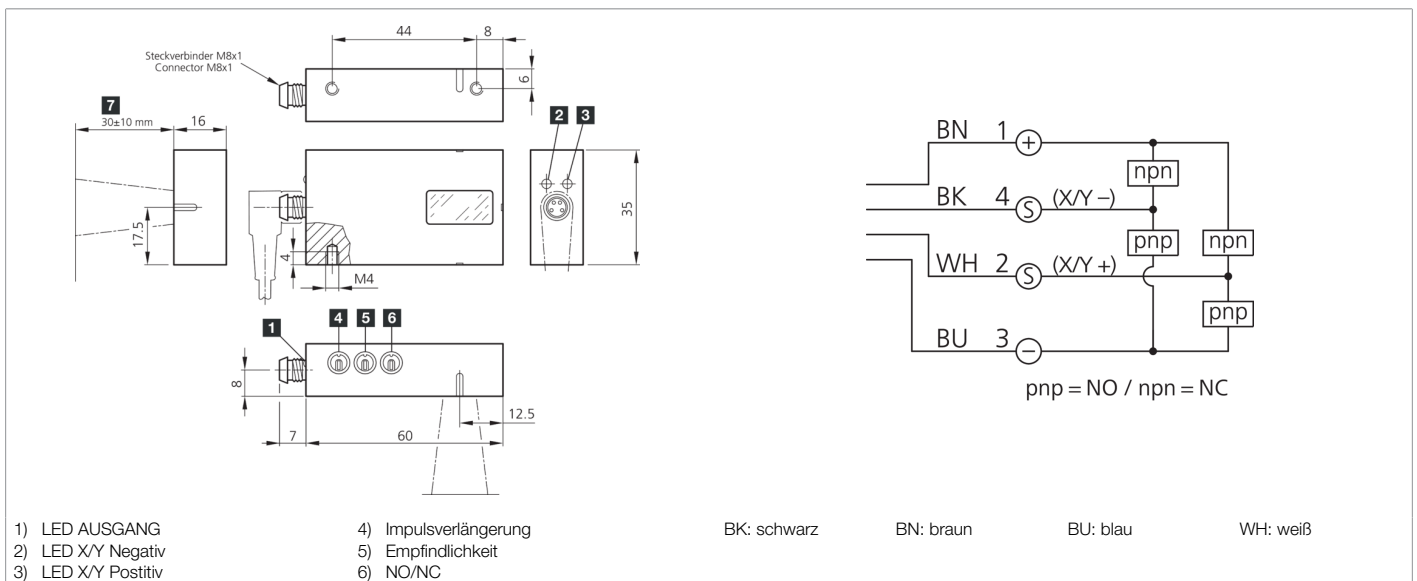 44
8
Steckverbinder M8x1
Connector M8x1
6
7
30±10 mm
16
2
3
17.5
4
M4
35
4
5
6
1
8
12.5
7
60
BN 1 +
npn
BK 4 S (X/Y –)
pnp
npn
WH 2 S (X/Y +)
pnp
BU 3 –
pnp = NO / npn = NC
1) LED AUSGANG
2) LED X/Y Negativ
3) LED X/Y Postitiv
4) Impulsverlängerung
5) Empfindlichkeit
6) NO/NC
BK: schwarz
BN: braun
BU: blau
WH: weiß